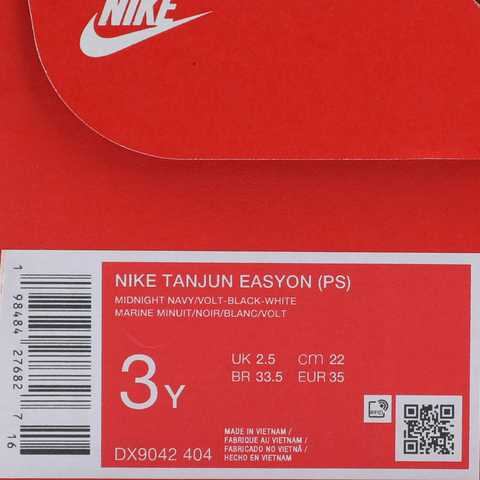 NIKE
NIKE TANJUN EASYON (PS)
MIDNIGHT NAVY/VOLT-BLACK-WHITE
MARINE MINUIT/NOIR/BLANC/VOLT
3Y
UK 2.5 cm 22
BR 33.5 EUR 35
RFID
MADE IN VIETNAM /
FABRIQUE AU VIETNAM /
FABRICADO NO VIETNÃ /
HECHO EN VIETNAM
DX9042 404
1 98484 27682 7 16